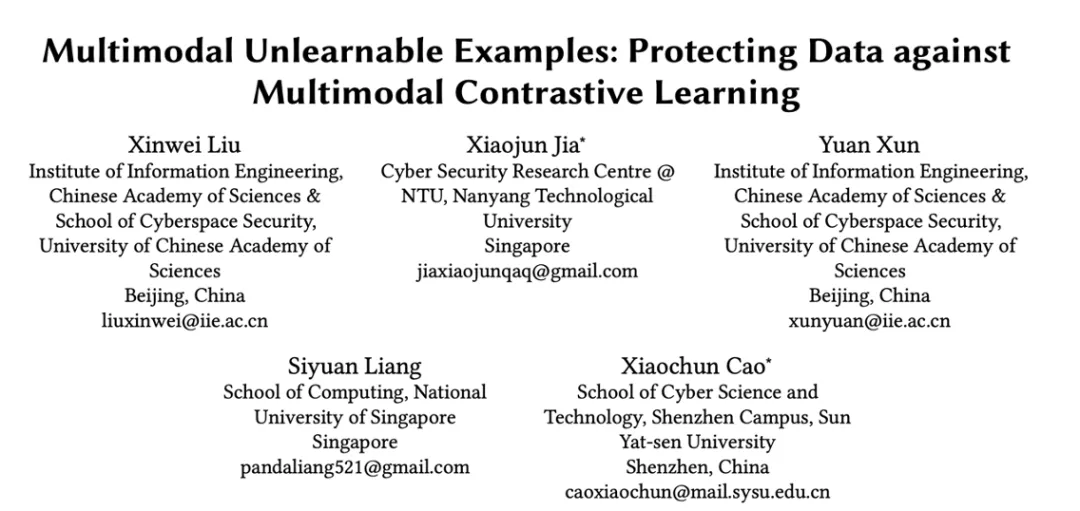 Multimodal Unlearnable Examples: Protecting Data against
Multimodal Contrastive Learning
Xinwei Liu
Institute of Information Engineering,
Chinese Academy of Sciences &
School of Cyberspace Security,
University of Chinese Academy of
Sciences
Beijing, China
liuxinwei@iie.ac.cn
Xiaojun Jia*
Cyber Security Research Centre @
NTU, Nanyang Technological
University
Singapore
jiaxiaojunqaq@gmail.com
Yuan Xun
Institute of Information Engineering,
Chinese Academy of Sciences &
School of Cyberspace Security,
University of Chinese Academy of
Sciences
Beijing, China
xunyuan@iie.ac.cn
Siyuan Liang
School of Computing, National
University of Singapore
Singapore
pandaliang521@gmail.com
Xiaochun Cao*
School of Cyber Science and
Technology, Shenzhen Campus, Sun
Yat-sen University
Shenzhen, China
caoxiaochun@mail.sysu.edu.cn